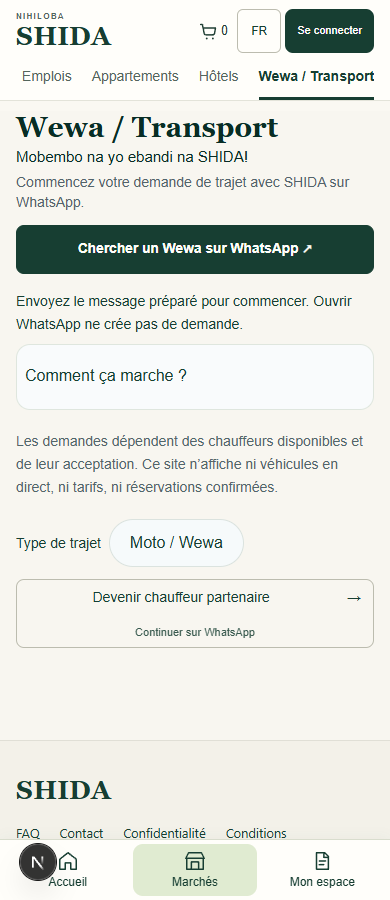 NIHILOBA
SHIDA
0
FR
Se connecter
Emplois
Appartements
Hôtels
Wewa / Transport
Wewa / Transport
Mobembo na yo ebandi na SHIDA!
Commencez votre demande de trajet avec SHIDA sur
WhatsApp.
Chercher un Wewa sur WhatsApp ↗
Envoyez le message préparé pour commencer. Ouvrir
WhatsApp ne crée pas de demande.
Comment ça marche ?
Les demandes dépendent des chauffeurs disponibles et
de leur acceptation. Ce site n’affiche ni véhicules en
direct, ni tarifs, ni réservations confirmées.
Type de trajet
Moto / Wewa
Devenir chauffeur partenaire →
Continuer sur WhatsApp
SHIDA
FAQ
Contact
Confidentialité
Conditions
N
Accueil
Marchés
Mon espace